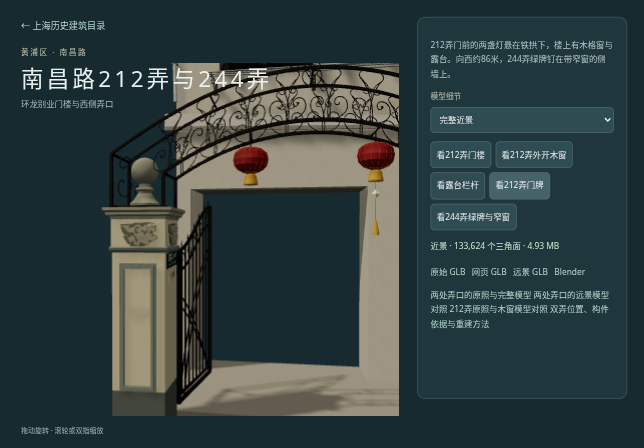 ← 上海历史建筑目录
黄浦区 · 南昌路
南昌路212弄与244弄
环龙别业门楼与西侧弄口
212弄门前的两盏灯悬在铁拱下，楼上有木格窗与
露台。向西约86米，244弄绿牌钉在带窄窗的侧
墙上。
模型细节
完整近景
看212弄门楼 看212弄外开木窗
看露台栏杆 看212弄门牌
看244弄绿牌与窄窗
近景 · 133,624 个三角面 · 4.93 MB
原始 GLB 网页 GLB 远景 GLB Blender
两处弄口的原照与完整模型 两处弄口的远景模型
对照 212弄原照与木窗模型对照 双弄位置、构件
依据与重建方法
拖动旋转 · 滚轮或双指缩放